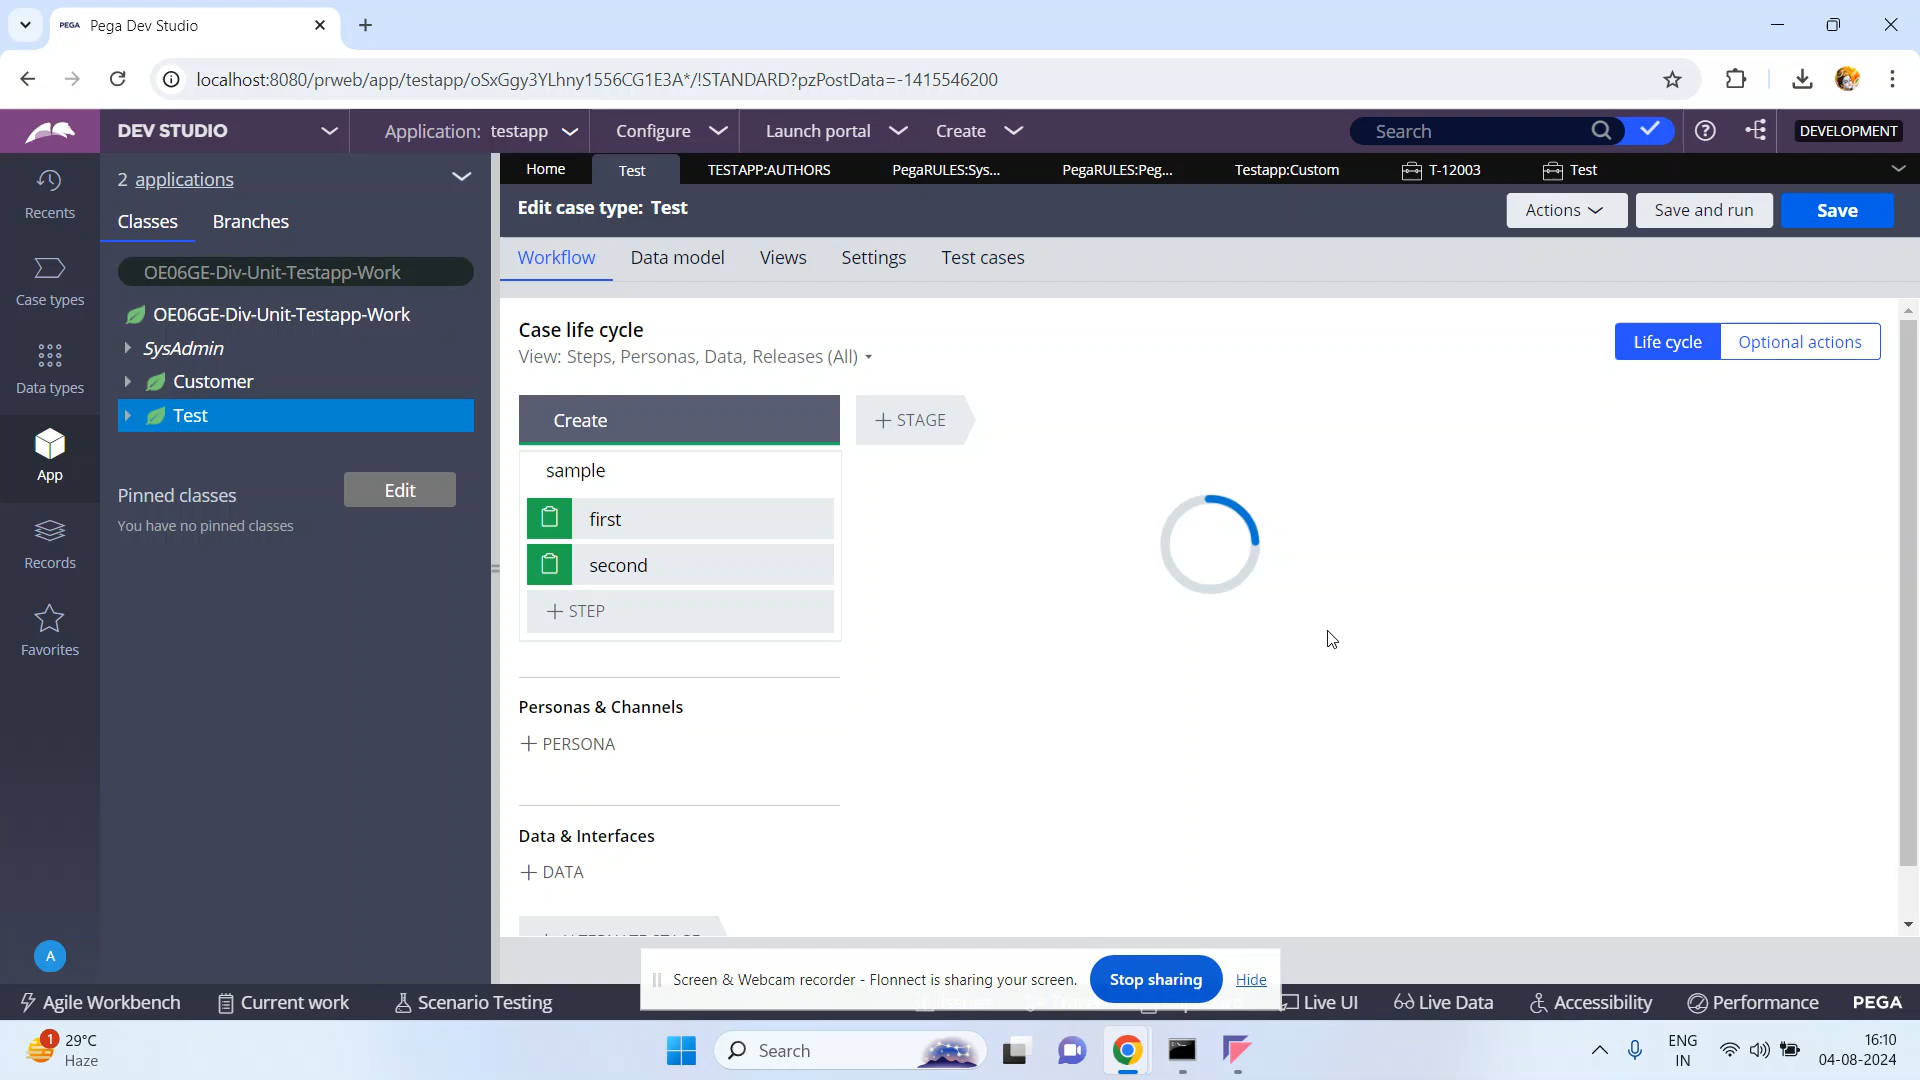 PEGA Pega Dev Studio
localhost:8080/prweb/app/testapp/oSxGgy3YLhny1556CG1E3A*/!STANDARD?pzPostData=-1415546200
DEV STUDIO
Application: testapp
Configure
Launch portal
Create
Search
DEVELOPMENT
Recents
Case types
Data types
App
Records
Favorites
A
2 applications
Classes
Branches
OE06GE-Div-Unit-Testapp-Work
OE06GE-Div-Unit-Testapp-Work
SysAdmin
Customer
Test
Pinned classes
Edit
You have no pinned classes
Home
Test
TESTAPP:AUTHORS
PegaRULES:Sys...
PegaRULES:Peg...
Testapp:Custom
T-12003
Test
Edit case type: Test
Actions
Save and run
Save
Workflow
Data model
Views
Settings
Test cases
Case life cycle
View: Steps, Personas, Data, Releases (All)
Life cycle
Optional actions
Create
+ STAGE
sample
first
second
+ STEP
Personas & Channels
+ PERSONA
Data & Interfaces
+ DATA
Screen & Webcam recorder - Flonnect is sharing your screen.
Stop sharing
Hide
Agile Workbench
Current work
Scenario Testing
Live UI
Live Data
Accessibility
Performance
PEGA
1
29°C
Haze
Search
ENG
IN
16:10
04-08-2024